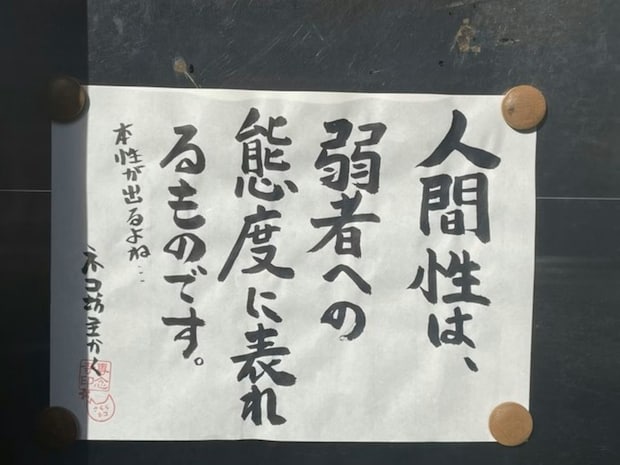 人間性は、
弱者への
態度に表れ
るものです。
本性が出るよね…
ネコ坊主かく